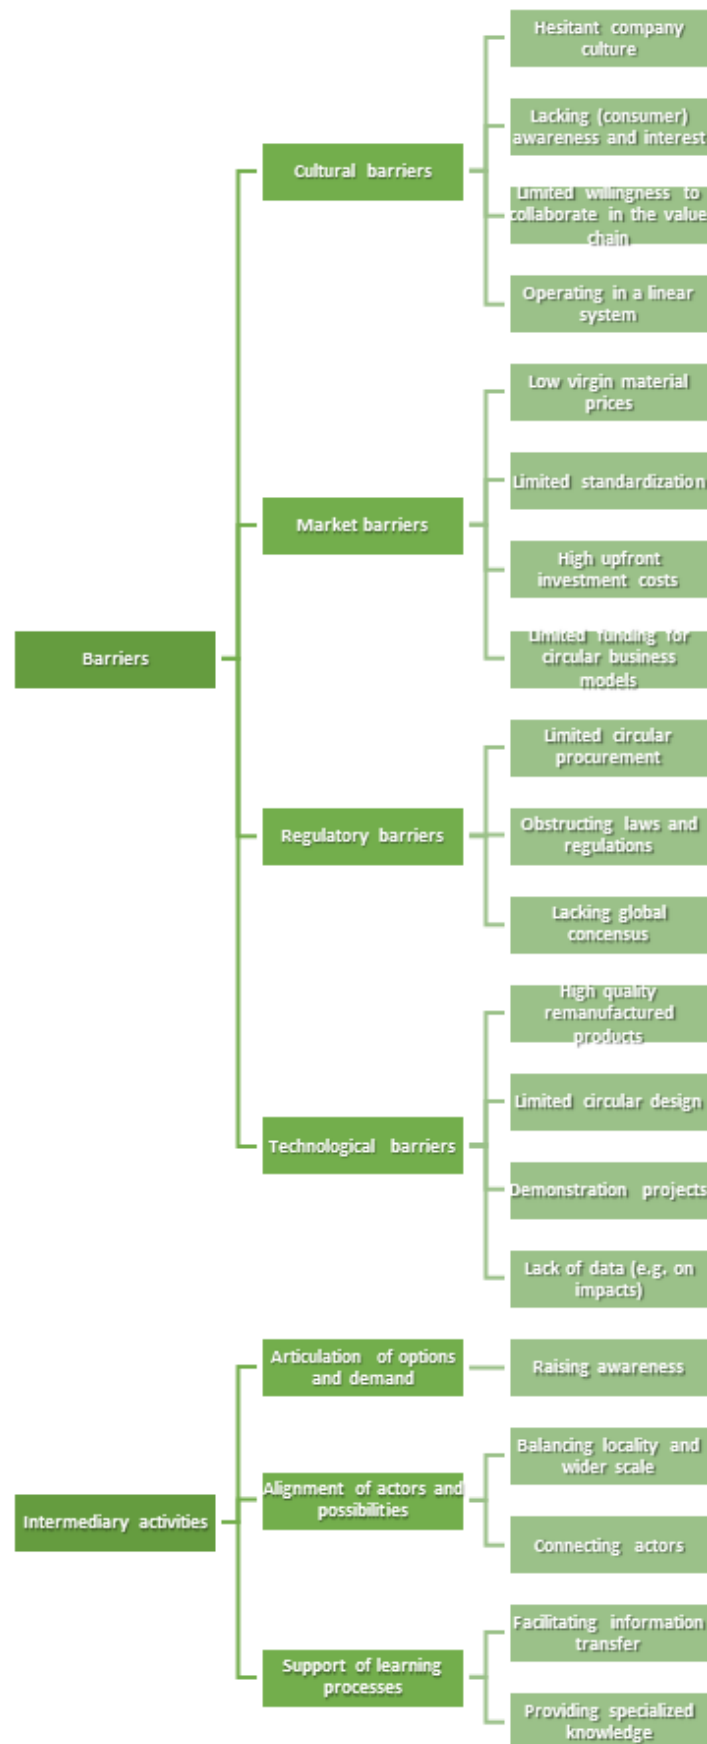 Barriers
Cultural barriers
Hesitant company
culture
Lacking (consumer)
awareness and interest
Limited willingness to
collaborate in the value
chain
Operating in a linear
system
Market barriers
Low virgin material
prices
Limited standardization
High upfront
investment costs
Limited funding for
circular business
models
Regulatory barriers
Limited circular
procurement
Obstructing laws and
regulations
Lacking global
concensus
Technological barriers
High quality
remanufactured
products
Limited circular design
Demonstration projects
Lack of data (e.g. on
impacts)
Intermediary activities
Articulation of options
and demand
Raising awareness
Alignment of actors and
possibilities
Balancing locality and
wider scale
Connecting actors
Support of learning
processes
Facilitating information
transfer
Providing specialized
knowledge